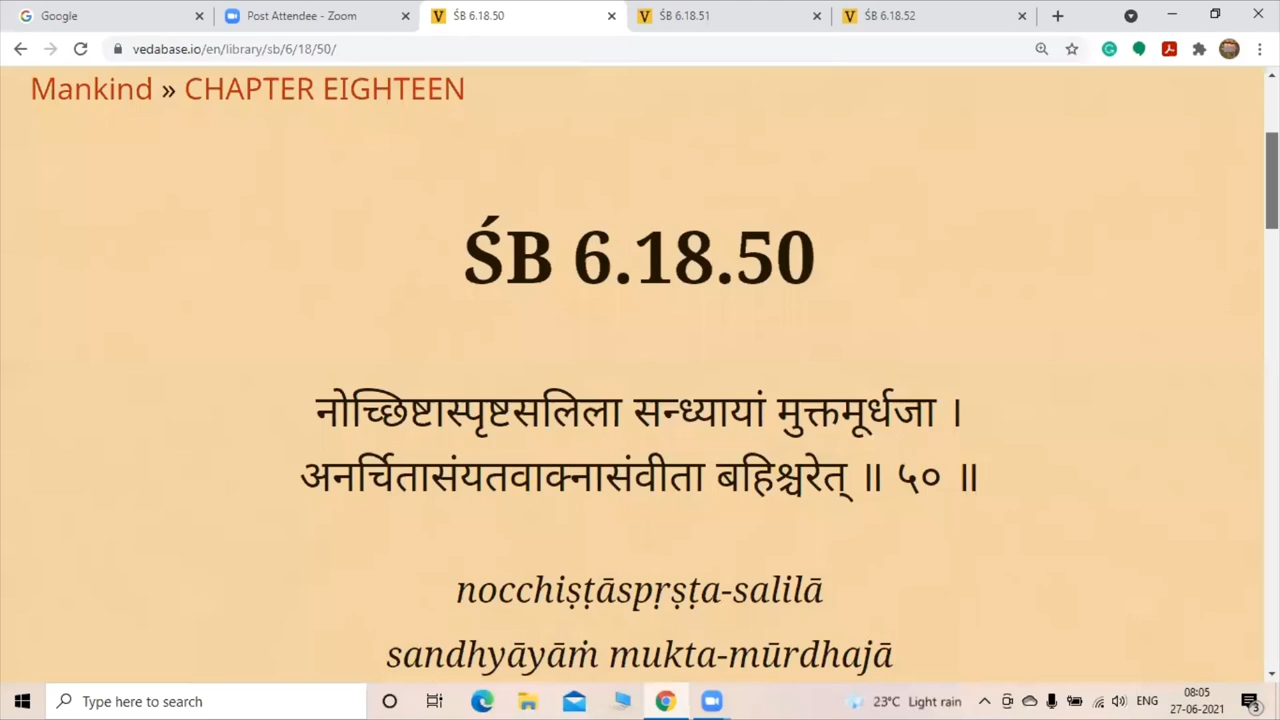 Google
Post Attendee - Zoom
ŚB 6.18.50
ŚB 6.18.51
ŚB 6.18.52
vedabase.io/en/library/sb/6/18/50/
Mankind » CHAPTER EIGHTEEN
ŚB 6.18.50
नोच्छिष्टास्पृष्टसलिला सन्ध्यायां मुक्तमूर्धजा ।
अनर्चितासंयतवाक्नासंवीता बहिश्चरेत् ॥ ५० ॥
nocchiṣṭāspṛṣṭa-salilā
sandhyāyāṁ mukta-mūrdhajā
Type here to search
23°C Light rain
ENG
08:05
27-06-2021
3